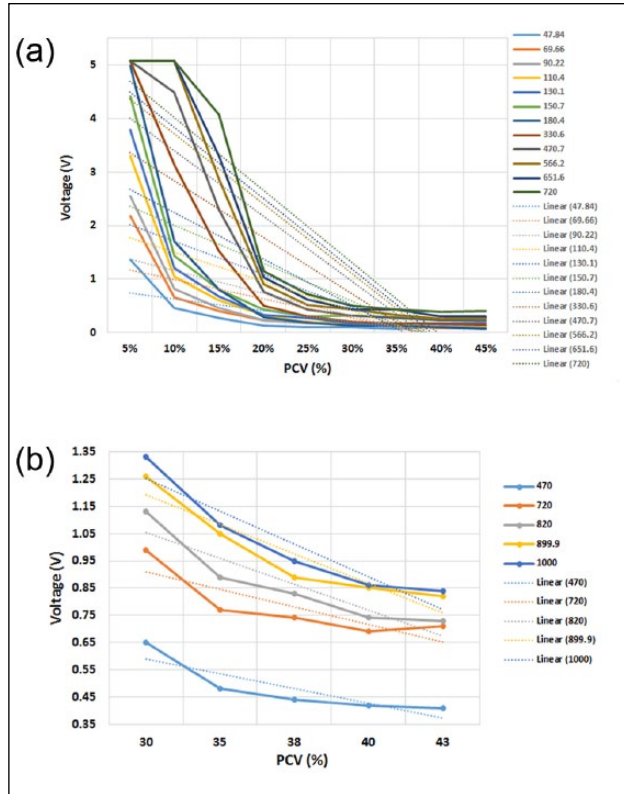 (a)
5
4
3
2
1
0
Voltage (V)
5% 10% 15% 20% 25% 30% 35% 40% 45%
PCV (%)
47.84
69.66
90.22
110.4
130.1
150.7
180.4
330.6
470.7
566.2
651.6
720
Linear (47.84)
Linear (69.66)
Linear (90.22)
Linear (110.4)
Linear (130.1)
Linear (150.7)
Linear (180.4)
Linear (330.6)
Linear (470.7)
Linear (566.2)
Linear (651.6)
Linear (720)
(b)
1.35
1.25
1.15
1.05
0.95
0.85
0.75
0.65
0.55
0.45
0.35
Voltage (V)
30 35 38 40 43
PCV (%)
470
720
820
899.9
1000
Linear (470)
Linear (720)
Linear (820)
Linear (899.9)
Linear (1000)